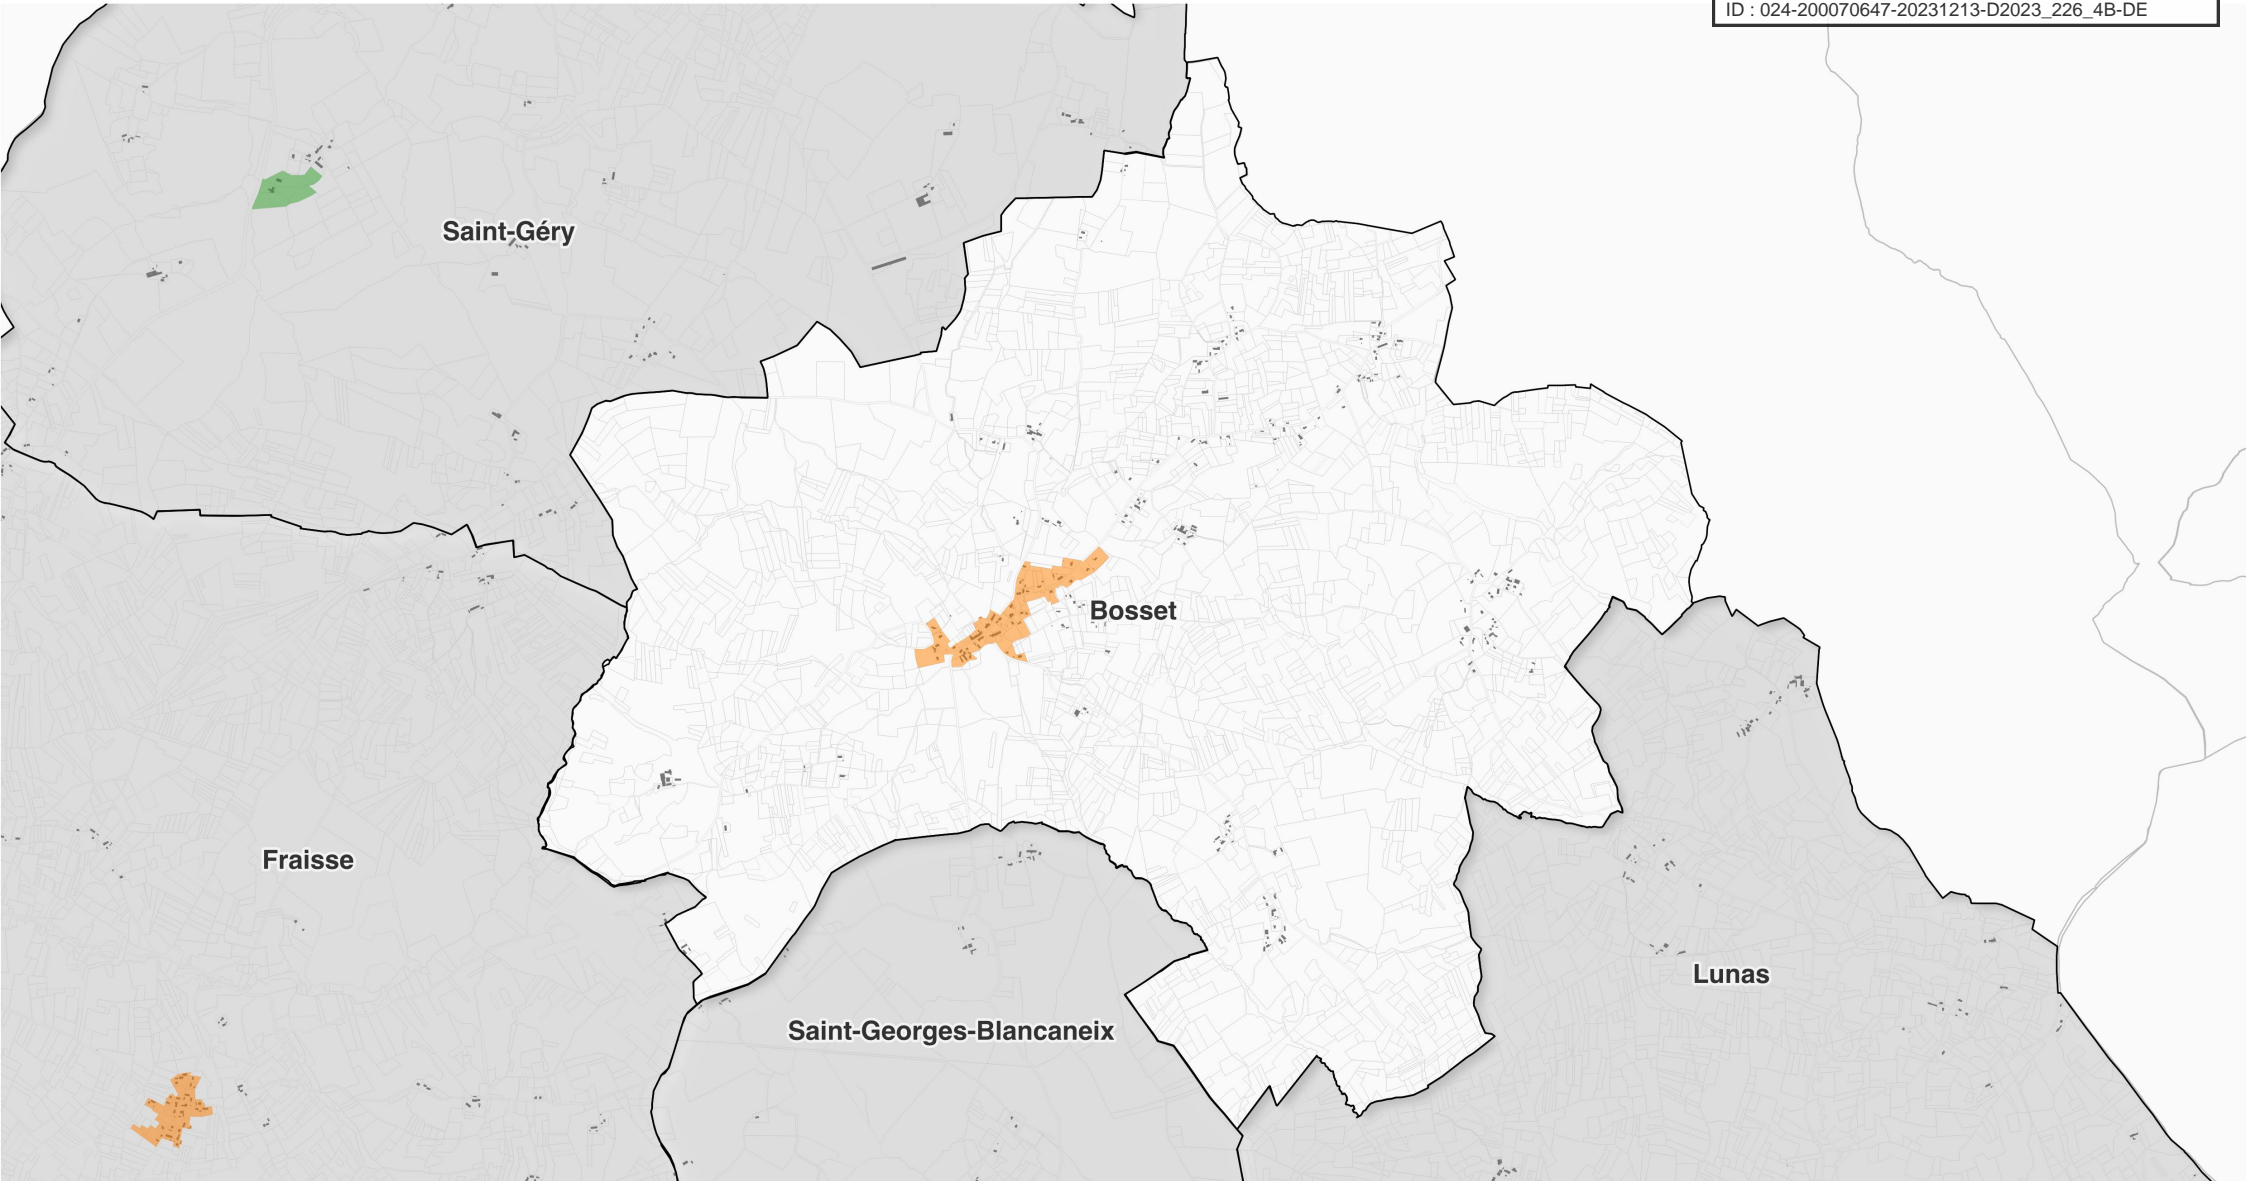 ID : 024-200070647-20231213-D2023_226_4B-DE
Saint-Géry
Bosset
Fraisse
Lunas
Saint-Georges-Blancaneix